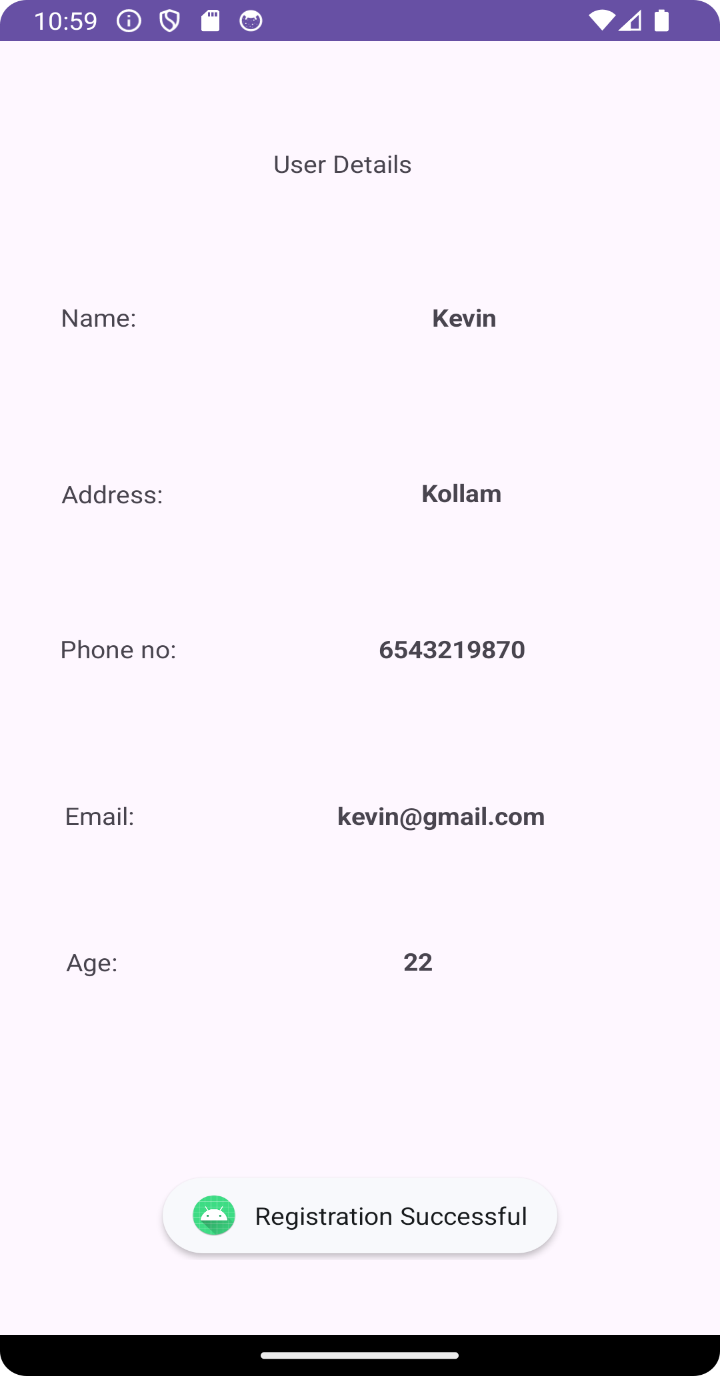 10:59
User Details
Name: Kevin
Address: Kollam
Phone no: 6543219870
Email: kevin@gmail.com
Age: 22
Registration Successful